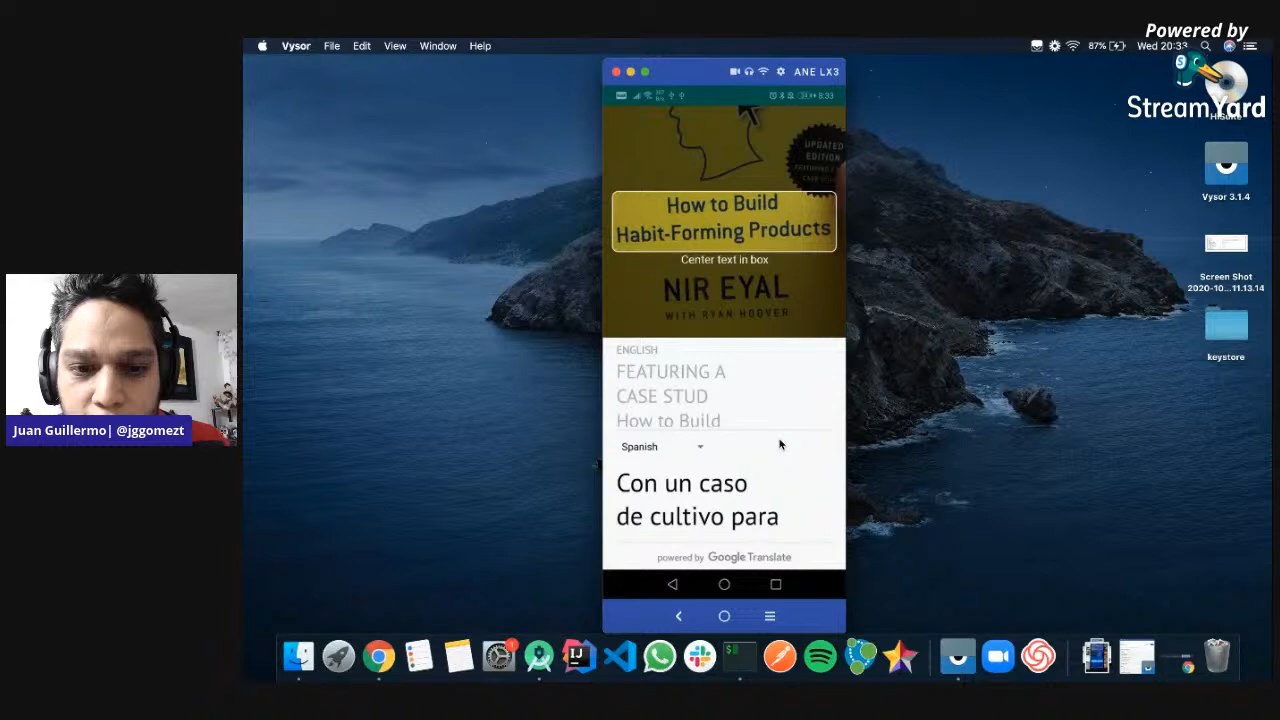 Powered by
StreamYard
Vysor File Edit View Window Help
87% Wed 20:33
ANE LX3
8:33
UPDATED
EDITION
How to Build
Habit-Forming Products
Center text in box
NIR EYAL
WITH RYAN HOOVER
ENGLISH
FEATURING A
CASE STUD
How to Build
Spanish
Con un caso
de cultivo para
powered by Google Translate
Juan Guillermo| @jggomezt
Vysor 3.1.4
Screen Shot
2020-10...11.13.14
keystore